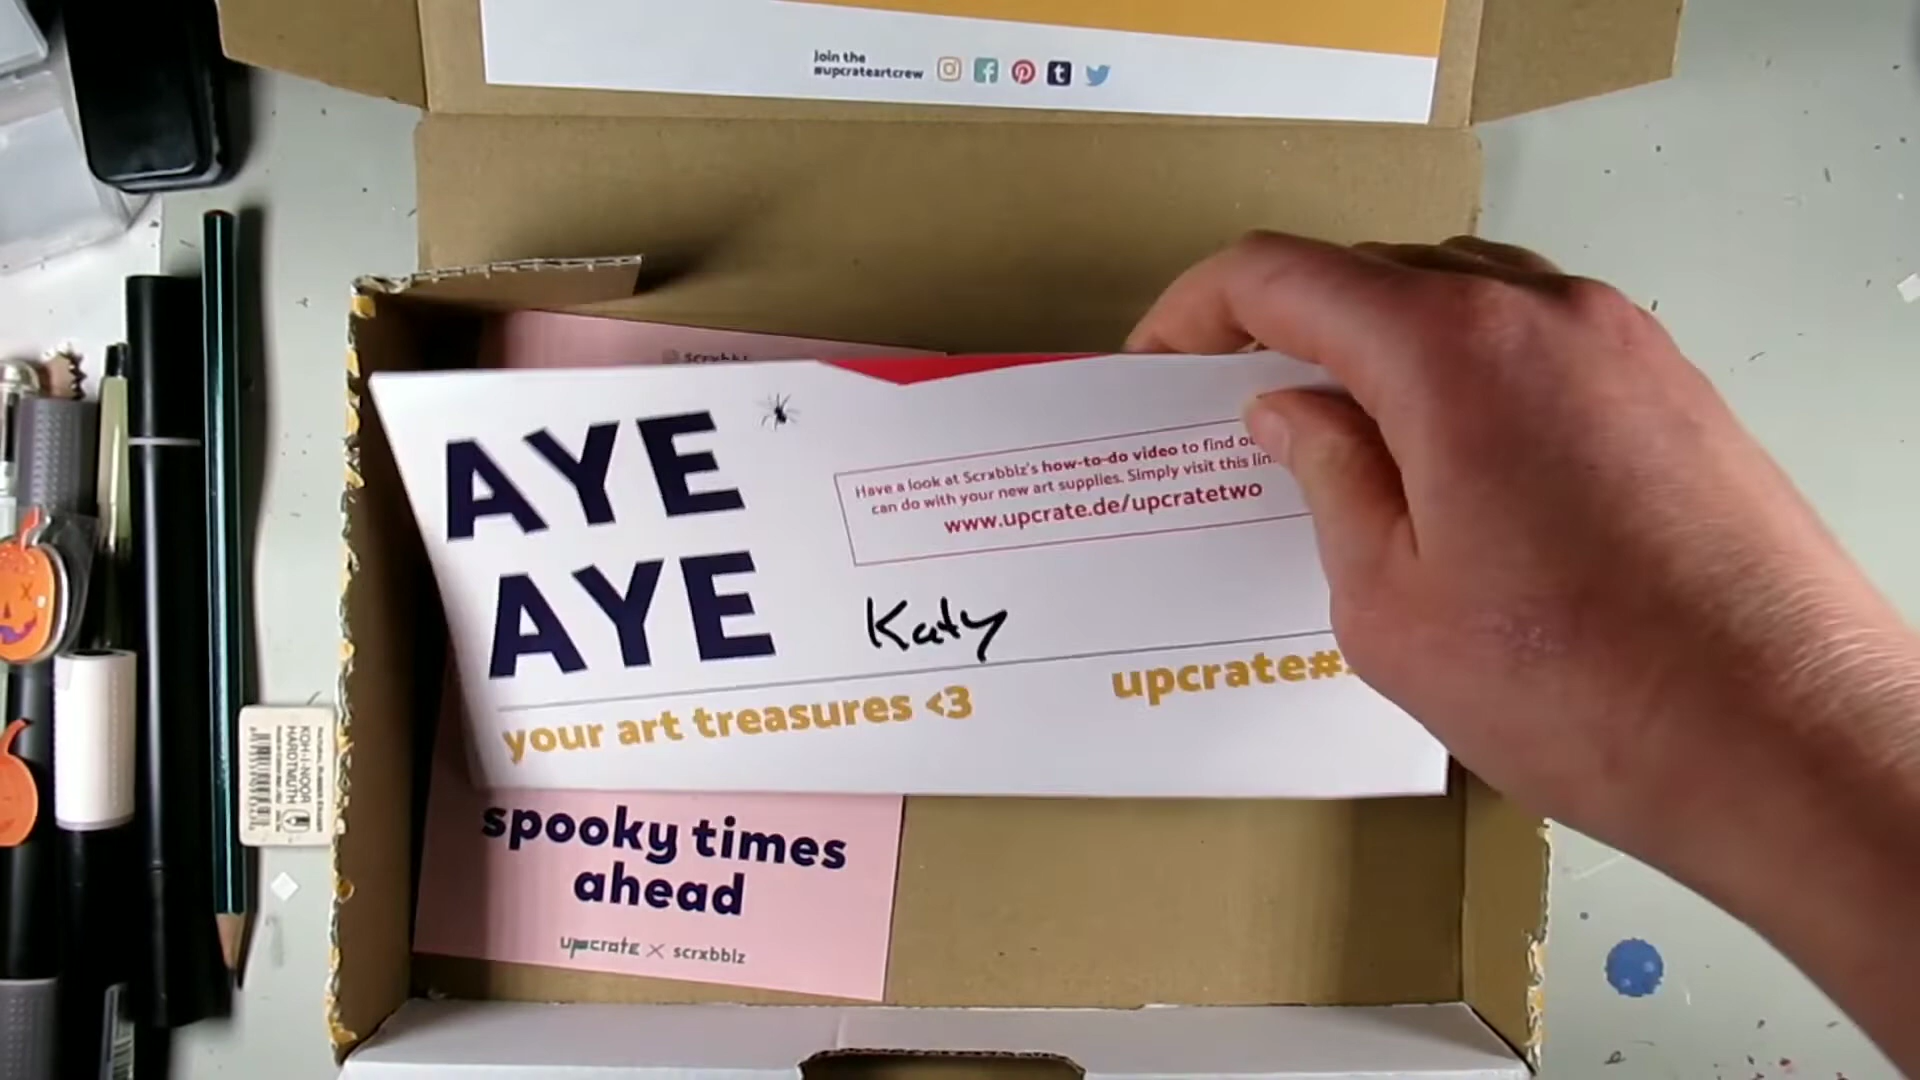 Join the
#upcrateartcrew
scrxbblz
AYE
AYE
Have a look at Scrxbblz's how-to-do video to find
can do with your new art supplies. Simply visit this
www.upcrate.de/upcratetwo
Katy
your art treasures <3
upcrate#
spooky times
ahead
upcrate X scrxbblz
KOH-I-NOOR
HARDTMUTH